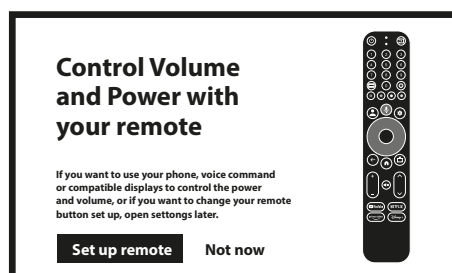 Control Volume
and Power with
your remote
If you want to use your phone, voice command
or compatible displays to control the power
and volume, or if you want to change your remote
button set up, open settongs later.
Set up remote
Not now
YouTube
NETFLIX